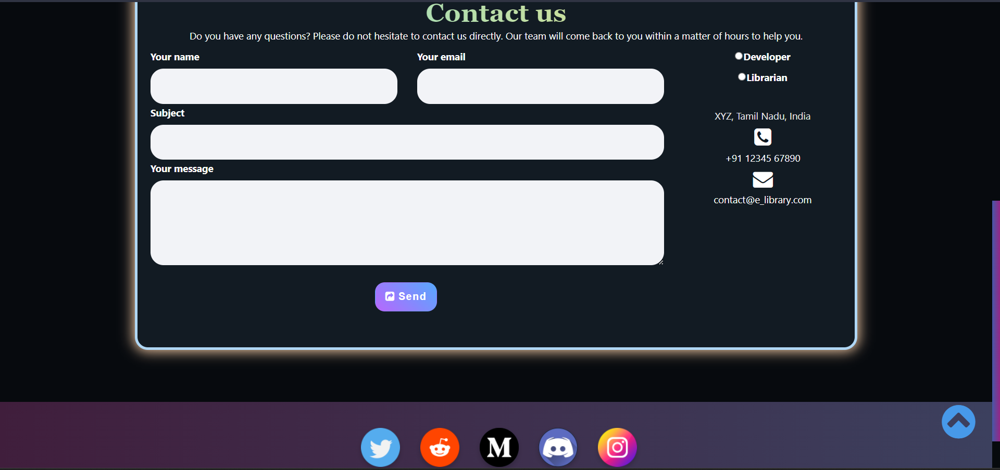 Contact us
Do you have any questions? Please do not hesitate to contact us directly. Our team will come back to you within a matter of hours to help you.
Your name
Your email
Subject
Your message
Send
Developer
Librarian
XYZ, Tamil Nadu, India
+91 12345 67890
contact@e_library.com
M